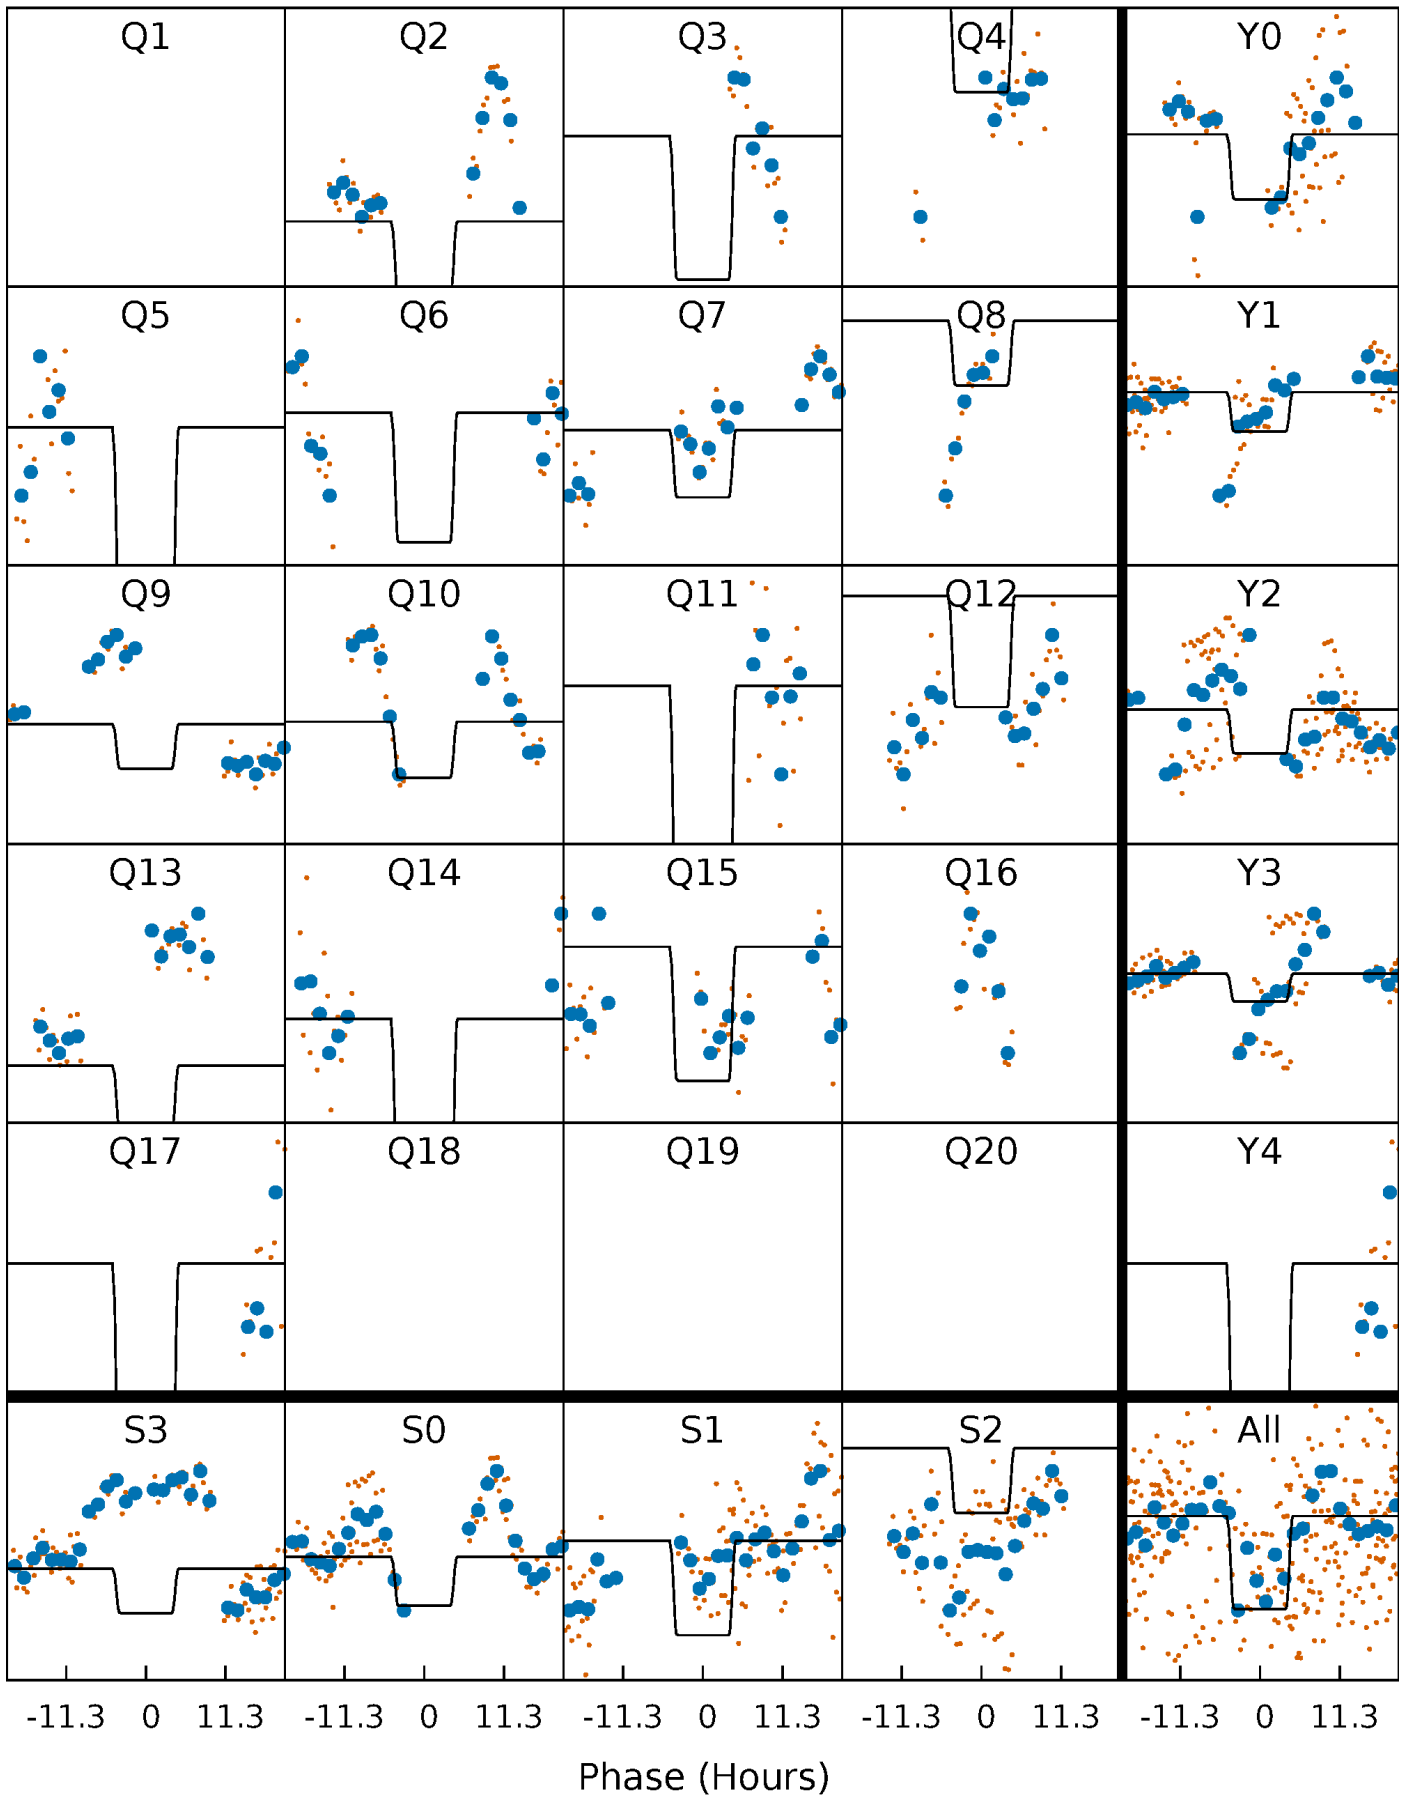 Q1 Q2 Q3 Q4 Y0
Q5 Q6 Q7 Q8 Y1
Q9 Q10 Q11 Q12 Y2
Q13 Q14 Q15 Q16 Y3
Q17 Q18 Q19 Q20 Y4
S3 S0 S1 S2 All
-11.3 0 11.3 -11.3 0 11.3 -11.3 0 11.3 -11.3 0 11.3 -11.3 0 11.3
Phase (Hours)